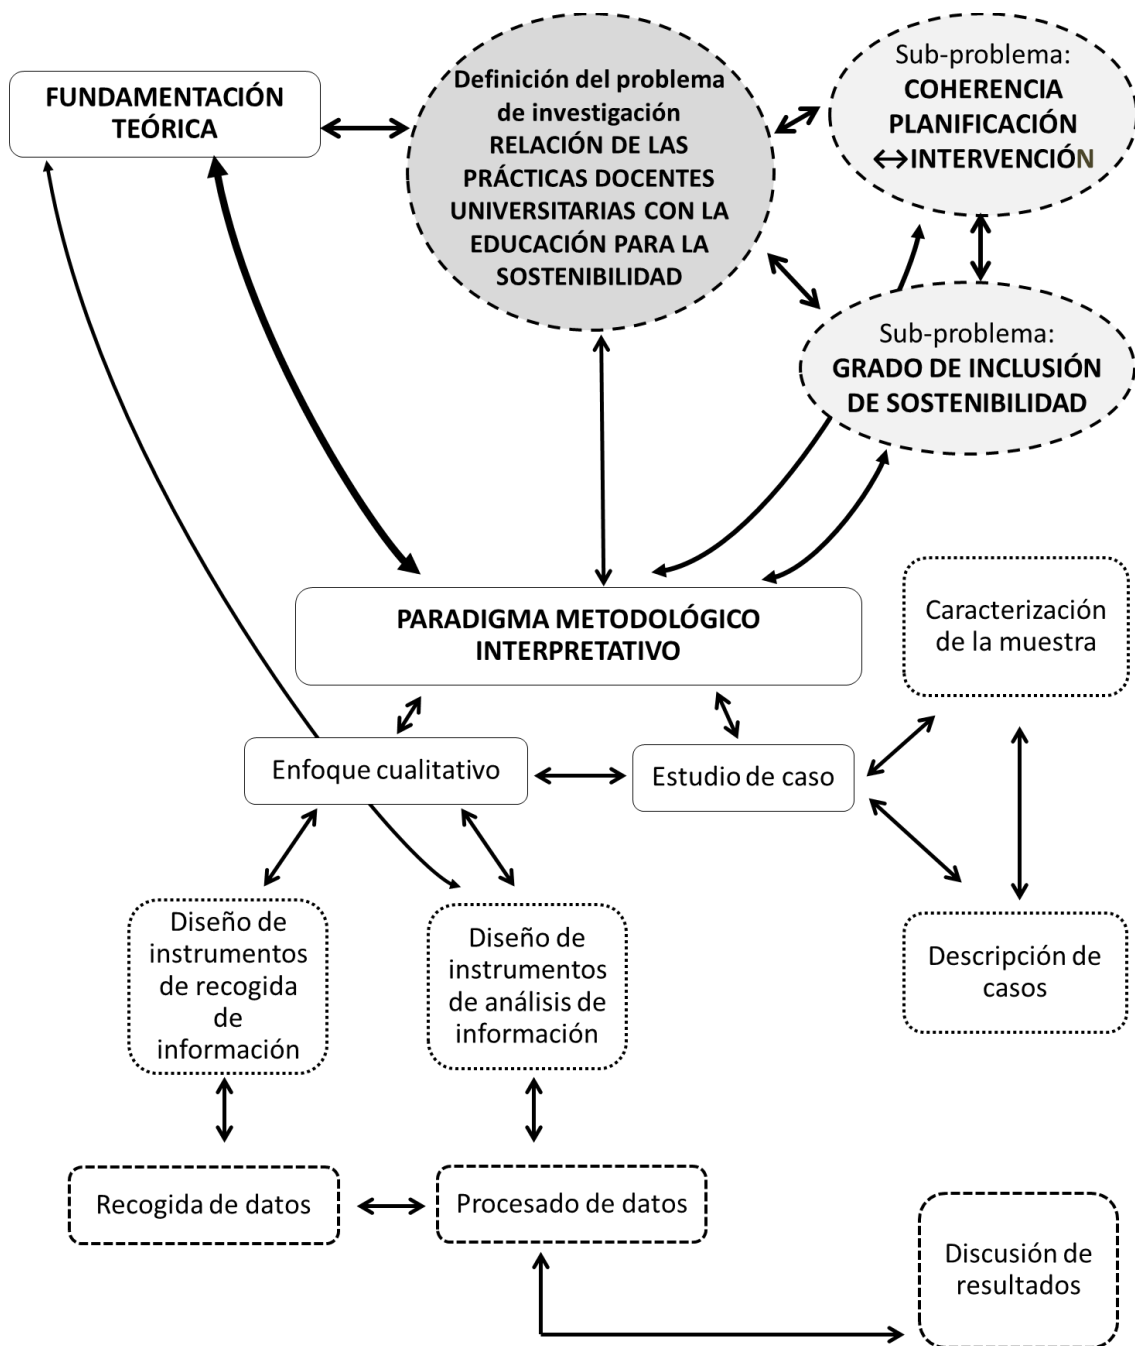 FUNDAMENTACIÓN
TEÓRICA
Definición del problema
de investigación
RELACIÓN DE LAS
PRÁCTICAS DOCENTES
UNIVERSITARIAS CON LA
EDUCACIÓN PARA LA
SOSTENIBILIDAD
Sub-problema:
COHERENCIA
PLANIFICACIÓN
↔INTERVENCIÓN
Sub-problema:
GRADO DE INCLUSIÓN
DE SOSTENIBILIDAD
PARADIGMA METODOLÓGICO
INTERPRETATIVO
Caracterización
de la muestra
Enfoque cualitativo
Estudio de caso
Diseño de
instrumentos
de recogida
de
información
Diseño de
instrumentos
de análisis de
información
Descripción de
casos
Recogida de datos
Procesado de datos
Discusión de
resultados